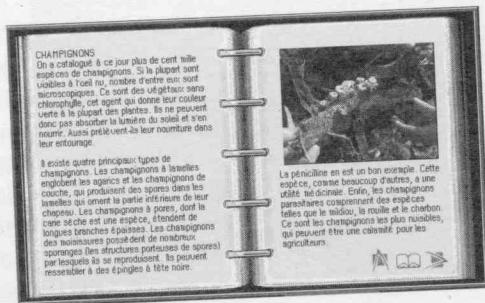 CHAMPIGNONS
On a catalogué à ce jour plus de cent mille
espèces de champignons. Si la plupart sont
visibles à l'oeil nu, nombre d'entre eux sont
microscopiques. Ce sont des végétaux sans
chlorophylle, cet agent qui donne leur couleur
verte à la plupart des plantes. Ils ne peuvent
donc pas absorber la lumière du soleil et s'en
nourrir. Aussi prélèvent-ils leur nourriture dans
leur entourage.
Il existe quatre principaux types de
champignons. Les champignons à lamelles
englobent les agarics et les champignons de
couche, qui produisent des spores dans les
lamelles qui ornent la partie inférieure de leur
chapeau. Les champignons à pores, dont la
cane sèche est une espèce, étendent de
longues branches épaisses. Les champignons
des moisissures possèdent de nombreux
sporanges (les structures porteuses de spores)
par lesquels ils se reproduisent. Ils peuvent
ressembler à des épingles à tête noire.
La pénicilline en est un bon exemple. Cette
espèce, comme beaucoup d'autres, a une
utilité médicinale. Enfin, les champignons
parasitaires comprennent des espèces
telles que le mildiou, la rouille et le charbon.
Ce sont les champignons les plus nuisibles,
qui peuvent être une calamité pour les
agriculteurs.